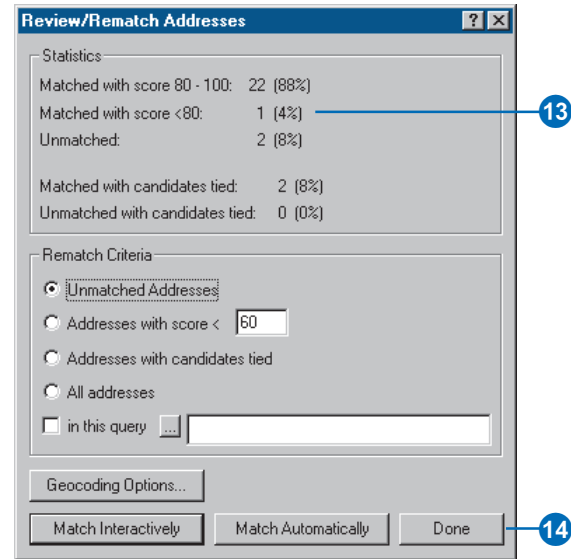 Review/Rematch Addresses
Statistics
Matched with score 80 - 100: 22 (88%)
Matched with score <80: 1 (4%)
13
Unmatched: 2 (8%)
Matched with candidates tied: 2 (8%)
Unmatched with candidates tied: 0 (0%)
Rematch Criteria
Unmatched Addresses
Addresses with score < 60
Addresses with candidates tied
All addresses
in this query ...
Geocoding Options...
Match Interactively Match Automatically Done
14